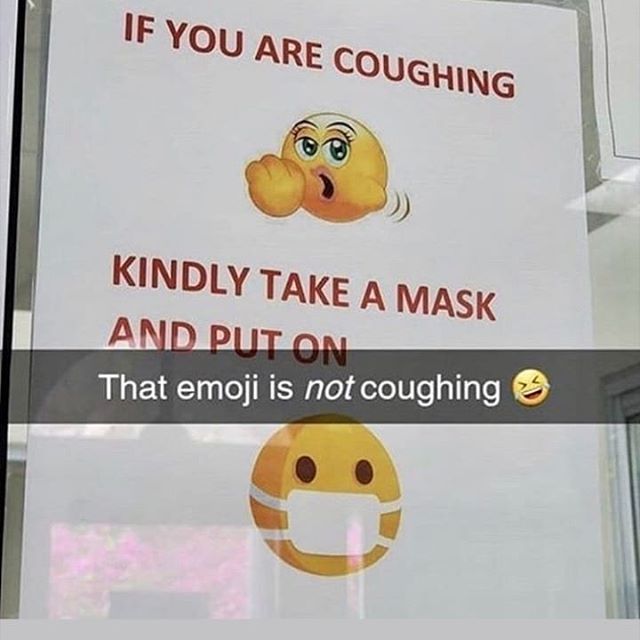 IF YOU ARE COUGHING
KINDLY TAKE A MASK
AND PUT ON
That emoji is not coughing 🤣